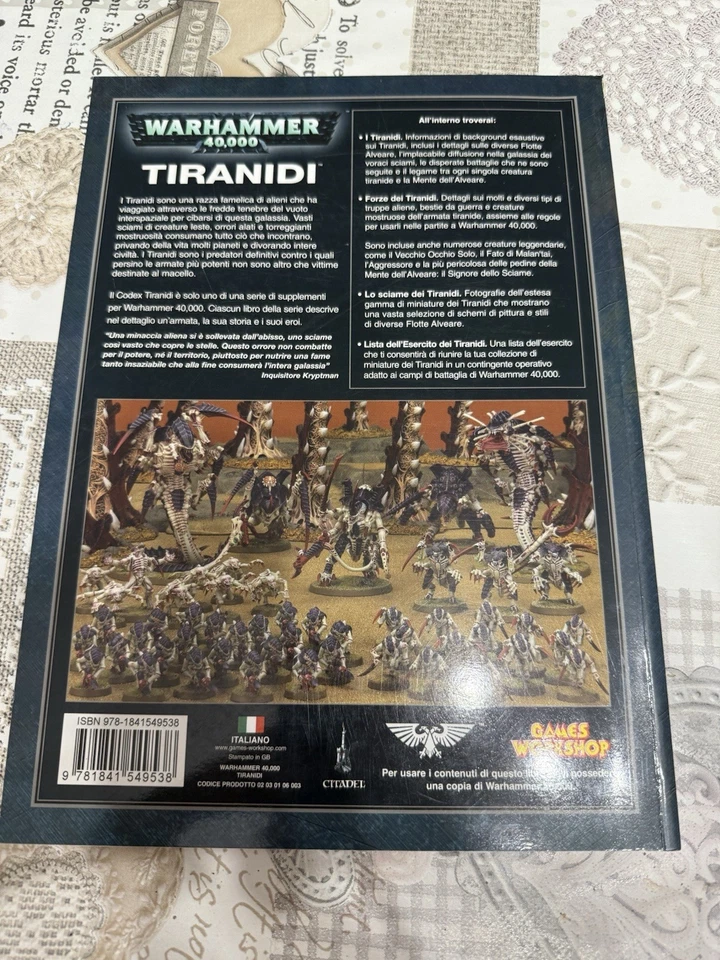 WARHAMMER
40,000
TIRANIDI
I Tiranidi sono una razza famelica di alieni che ha
viaggiato attraverso le fredde tenebre del vuoto
interspaziale per cibarsi di questa galassia. Vasti
sciami di creature leste, orrori alati e torreggianti
mostruosità consumano tutto ciò che incontrano,
privando della vita molti pianeti e divorando intere
civiltà. I Tiranidi sono i predatori definitivi contro i quali
persino le armate più potenti non sono altro che vittime
destinate al macello.
Il Codex Tiranidi è solo uno di una serie di supplementi
per Warhammer 40,000. Ciascun libro della serie descrive
nel dettaglio un'armata, la sua storia e i suoi eroi.
"Una minaccia aliena si è sollevata dall'abisso, uno sciame
così vasto che copre le stelle. Questo orrore non combatte
per il potere, né il territorio, piuttosto per nutrire una fame
tanto insaziabile che alla fine consumerà l'intera galassia"
Inquisitore Kryptman
All'interno troverai:
• I Tiranidi. Informazioni di background esaustive
sui Tiranidi, inclusi i dettagli sulle diverse Flotte
Alveare, l'implacabile diffusione nella galassia dei
voraci sciami, le disperate battaglie che ne sono
seguite e il legame tra ogni singola creatura
tiranide e la Mente dell'Alveare.
• Forze dei Tiranidi. Dettagli sui molti e diversi tipi di
truppe aliene, bestie da guerra e creature
mostruose dell'armata tiranide, assieme alle regole
per usarli nelle partite a Warhammer 40,000.
Sono incluse anche numerose creature leggendarie,
come il Vecchio Occhio Solo, il Fato di Malan'tai,
l'Aggressore e la più pericolosa delle pedine della
Mente dell'Alveare: il Signore dello Sciame.
• Lo sciame dei Tiranidi. Fotografie dell'estesa
gamma di miniature dei Tiranidi che mostrano
una vasta selezione di schemi di pittura e stili
di diverse Flotte Alveare.
• Lista dell'Esercito dei Tiranidi. Una lista dell'esercito
che ti consentirà di riunire la tua collezione di
miniature dei Tiranidi in un contingente operativo
adatto ai campi di battaglia di Warhammer 40,000.
ISBN 978-1841549538
9 781841 549538
ITALIANO
www.games-workshop.com
Stampato in GB
WARHAMMER 40,000
TIRANIDI
CODICE PRODOTTO 02 03 01 06 003
CITADEL
GAMES
WORKSHOP
Per usare i contenuti di questo
una copia di Warhammer 40,000.